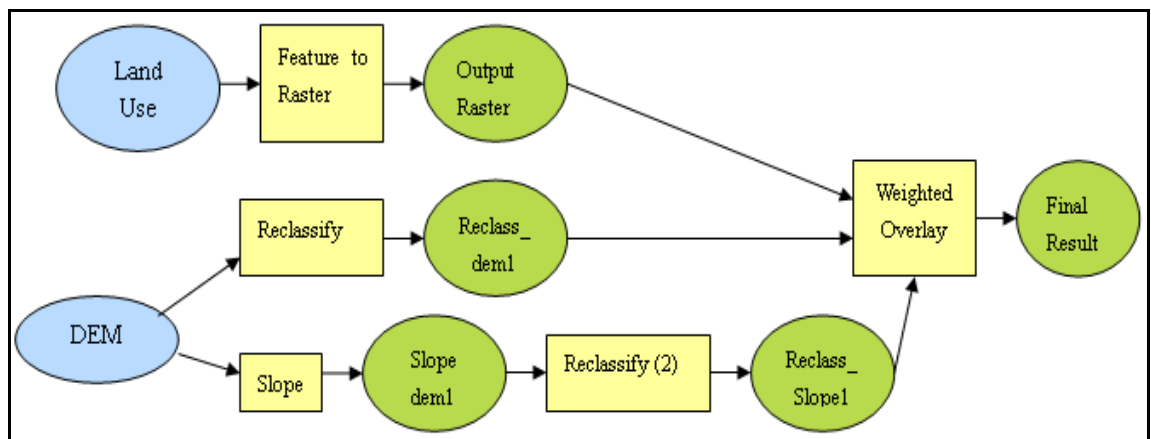 Land
Use
Feature to
Raster
Output
Raster
Reclassify
Reclass_
dem1
Weighted
Overlay
Final
Result
DEM
Slope
Slope
dem1
Reclassify (2)
Reclass_
Slope1